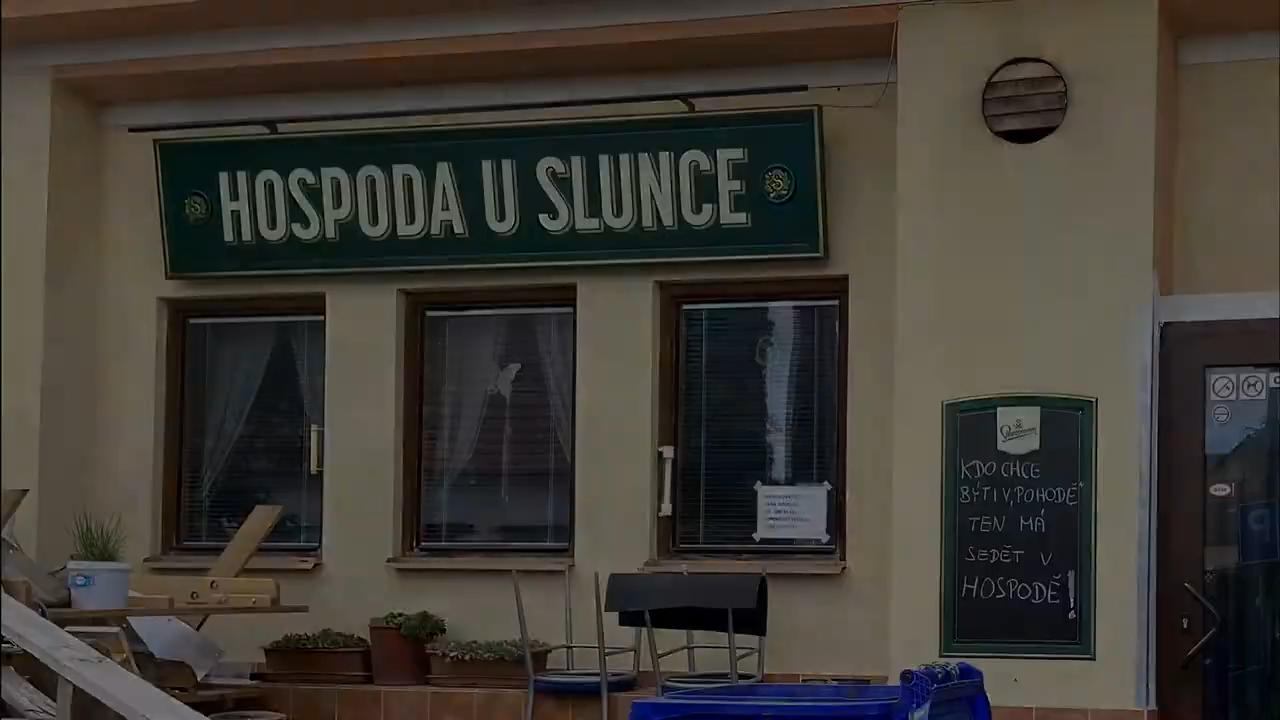 HOSPODA U SLUNCE
KDO CHCE
BÝTI V „POHODĚ"
TEN MÁ
SEDĚT V
HOSPODĚ!